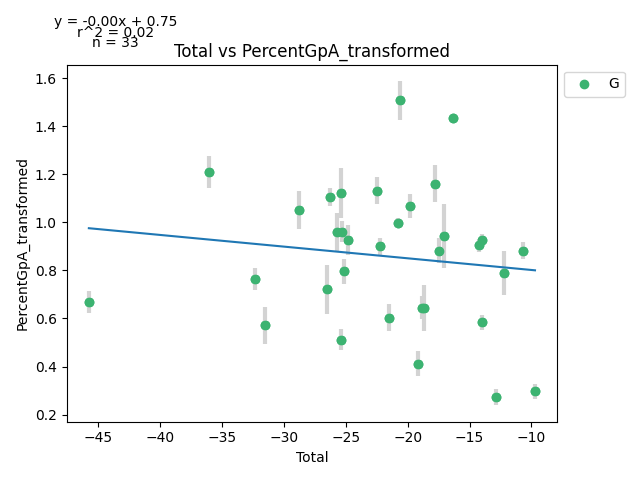 y = -0.00x + 0.75
r^2 = 0.02
n = 33
Total vs PercentGpA_transformed
G
PercentGpA_transformed
1.6
1.4
1.2
1.0
0.8
0.6
0.4
0.2
−45 −40 −35 −30 −25 −20 −15 −10
Total